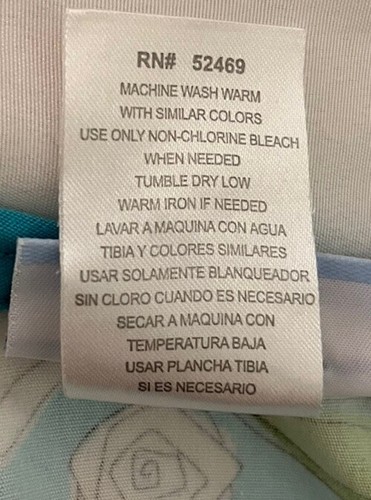 RN# 52469
MACHINE WASH WARM
WITH SIMILAR COLORS
USE ONLY NON-CHLORINE BLEACH
WHEN NEEDED
TUMBLE DRY LOW
WARM IRON IF NEEDED
LAVAR A MAQUINA CON AGUA
TIBIA Y COLORES SIMILARES
USAR SOLAMENTE BLANQUEADOR
SIN CLORO CUANDO ES NECESARIO
SECAR A MAQUINA CON
TEMPERATURA BAJA
USAR PLANCHA TIBIA
SI ES NECESARIO